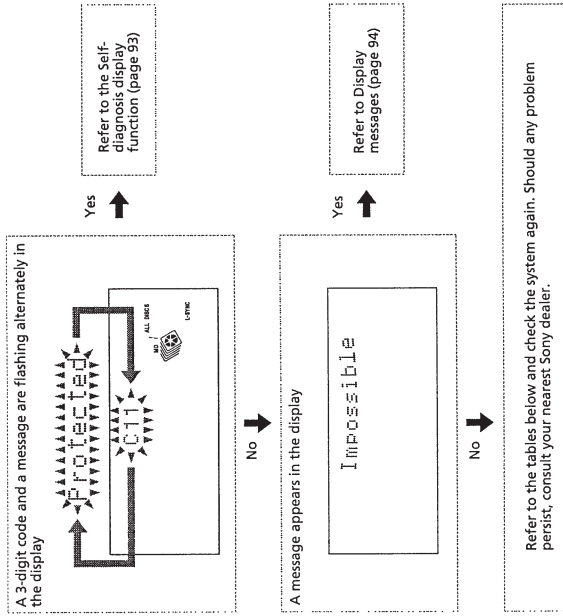 A 3-digit code and a message are flashing alternately in
the display
Protected
C11
MD
ALL DISCS
L-SYNC
Yes
Refer to the Self-
diagnosis display
function (page 93)
No
A message appears in the display
Impossible
Yes
Refer to Display
messages (page 94)
No
Refer to the tables below and check the system again. Should any problem
persist, consult your nearest Sony dealer.